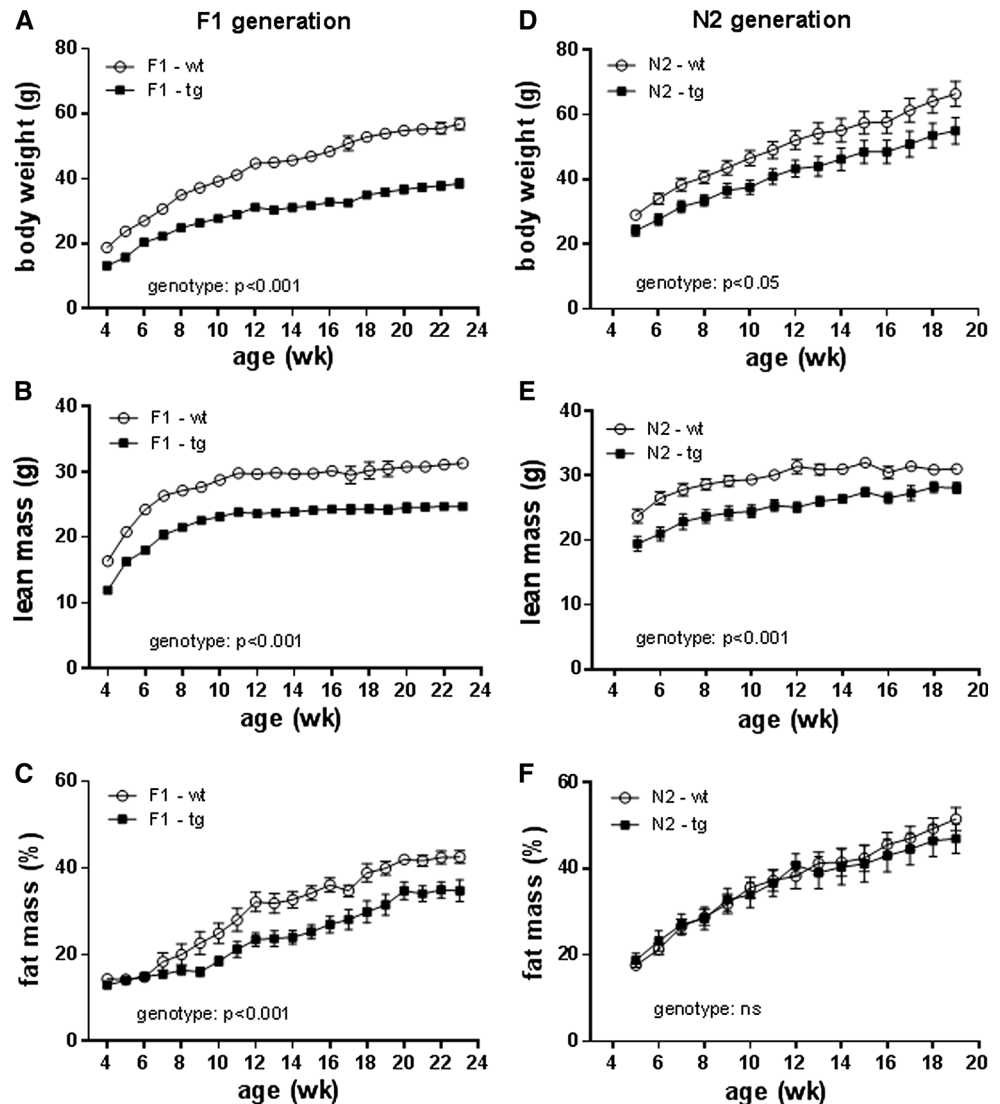 A
F1 generation
80
60
40
20
0
body weight (g)
F1 - wt
F1 - tg
genotype: p<0.001
4 6 8 10 12 14 16 18 20 22 24
age (wk)
D
N2 generation
80
60
40
20
0
body weight (g)
N2 - wt
N2 - tg
genotype: p<0.05
4 6 8 10 12 14 16 18 20
age (wk)
B
40
30
20
10
0
lean mass (g)
F1 - wt
F1 - tg
genotype: p<0.001
4 6 8 10 12 14 16 18 20 22 24
age (wk)
E
40
30
20
10
0
lean mass (g)
N2 - wt
N2 - tg
genotype: p<0.001
4 6 8 10 12 14 16 18 20
age (wk)
C
60
40
20
0
fat mass (%)
F1 - wt
F1 - tg
genotype: p<0.001
4 6 8 10 12 14 16 18 20 22 24
age (wk)
F
60
40
20
0
fat mass (%)
N2 - wt
N2 - tg
genotype: ns
4 6 8 10 12 14 16 18 20
age (wk)